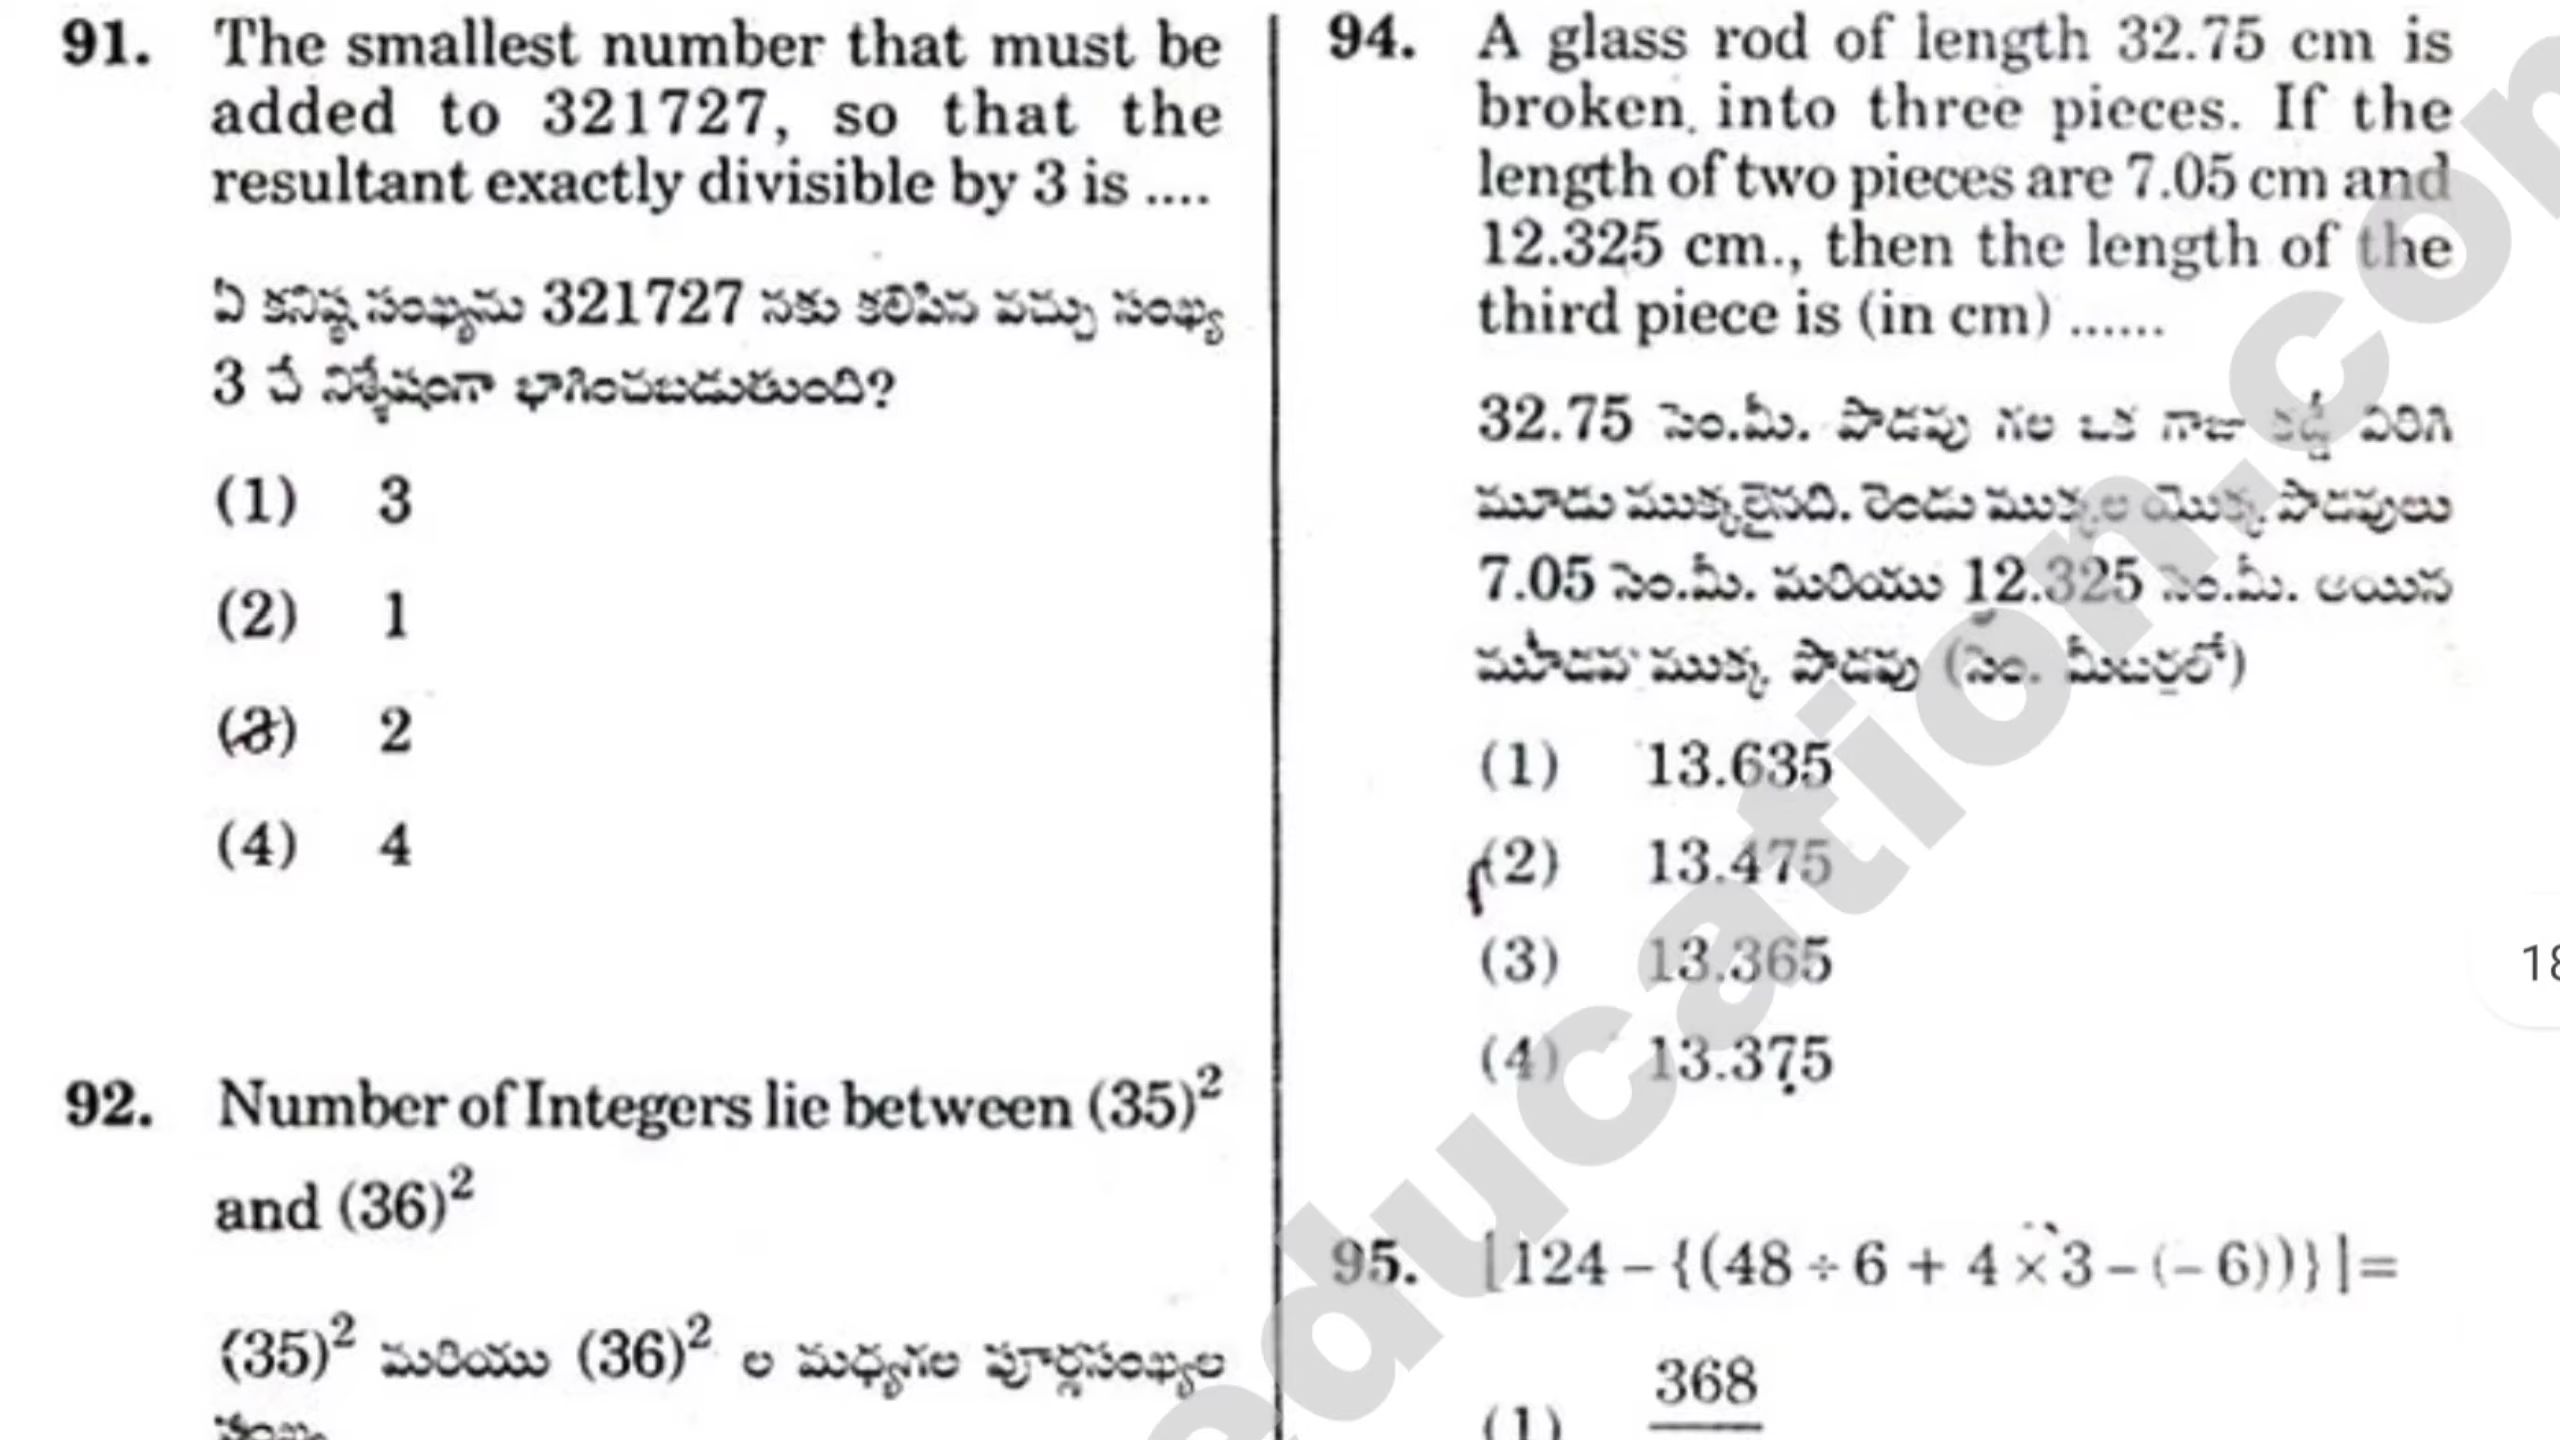 91. The smallest number that must be
added to 321727, so that the
resultant exactly divisible by 3 is ....
ఏ కనిష్ఠ సంఖ్యను 321727 నకు కలిపిన వచ్చు సంఖ్య
3 చే నిశ్శేషంగా భాగించబడుతుంది?
(1) 3
(2) 1
(3) 2
(4) 4
92. Number of Integers lie between (35)²
and (36)²
(35)² మరియు (36)² ల మధ్యగల పూర్ణసంఖ్యల
94. A glass rod of length 32.75 cm is
broken into three pieces. If the
length of two pieces are 7.05 cm and
12.325 cm., then the length of the
third piece is (in cm) ......
32.75 సెం.మీ. పొడవు గల ఒక గాజు కడ్డీ విరిగి
మూడు ముక్కలైనది. రెండు ముక్కల యొక్క పొడవులు
7.05 సెం.మీ. మరియు 12.325 సెం.మీ. అయిన
మూడవ ముక్క పొడవు (సెం. మీటర్లలో)
(1) 13.635
(2) 13.475
(3) 13.365
(4) 13.375
95. [124 – {(48 ÷ 6 + 4 × 3 – (– 6))}] =
(1) 368
education.con
18